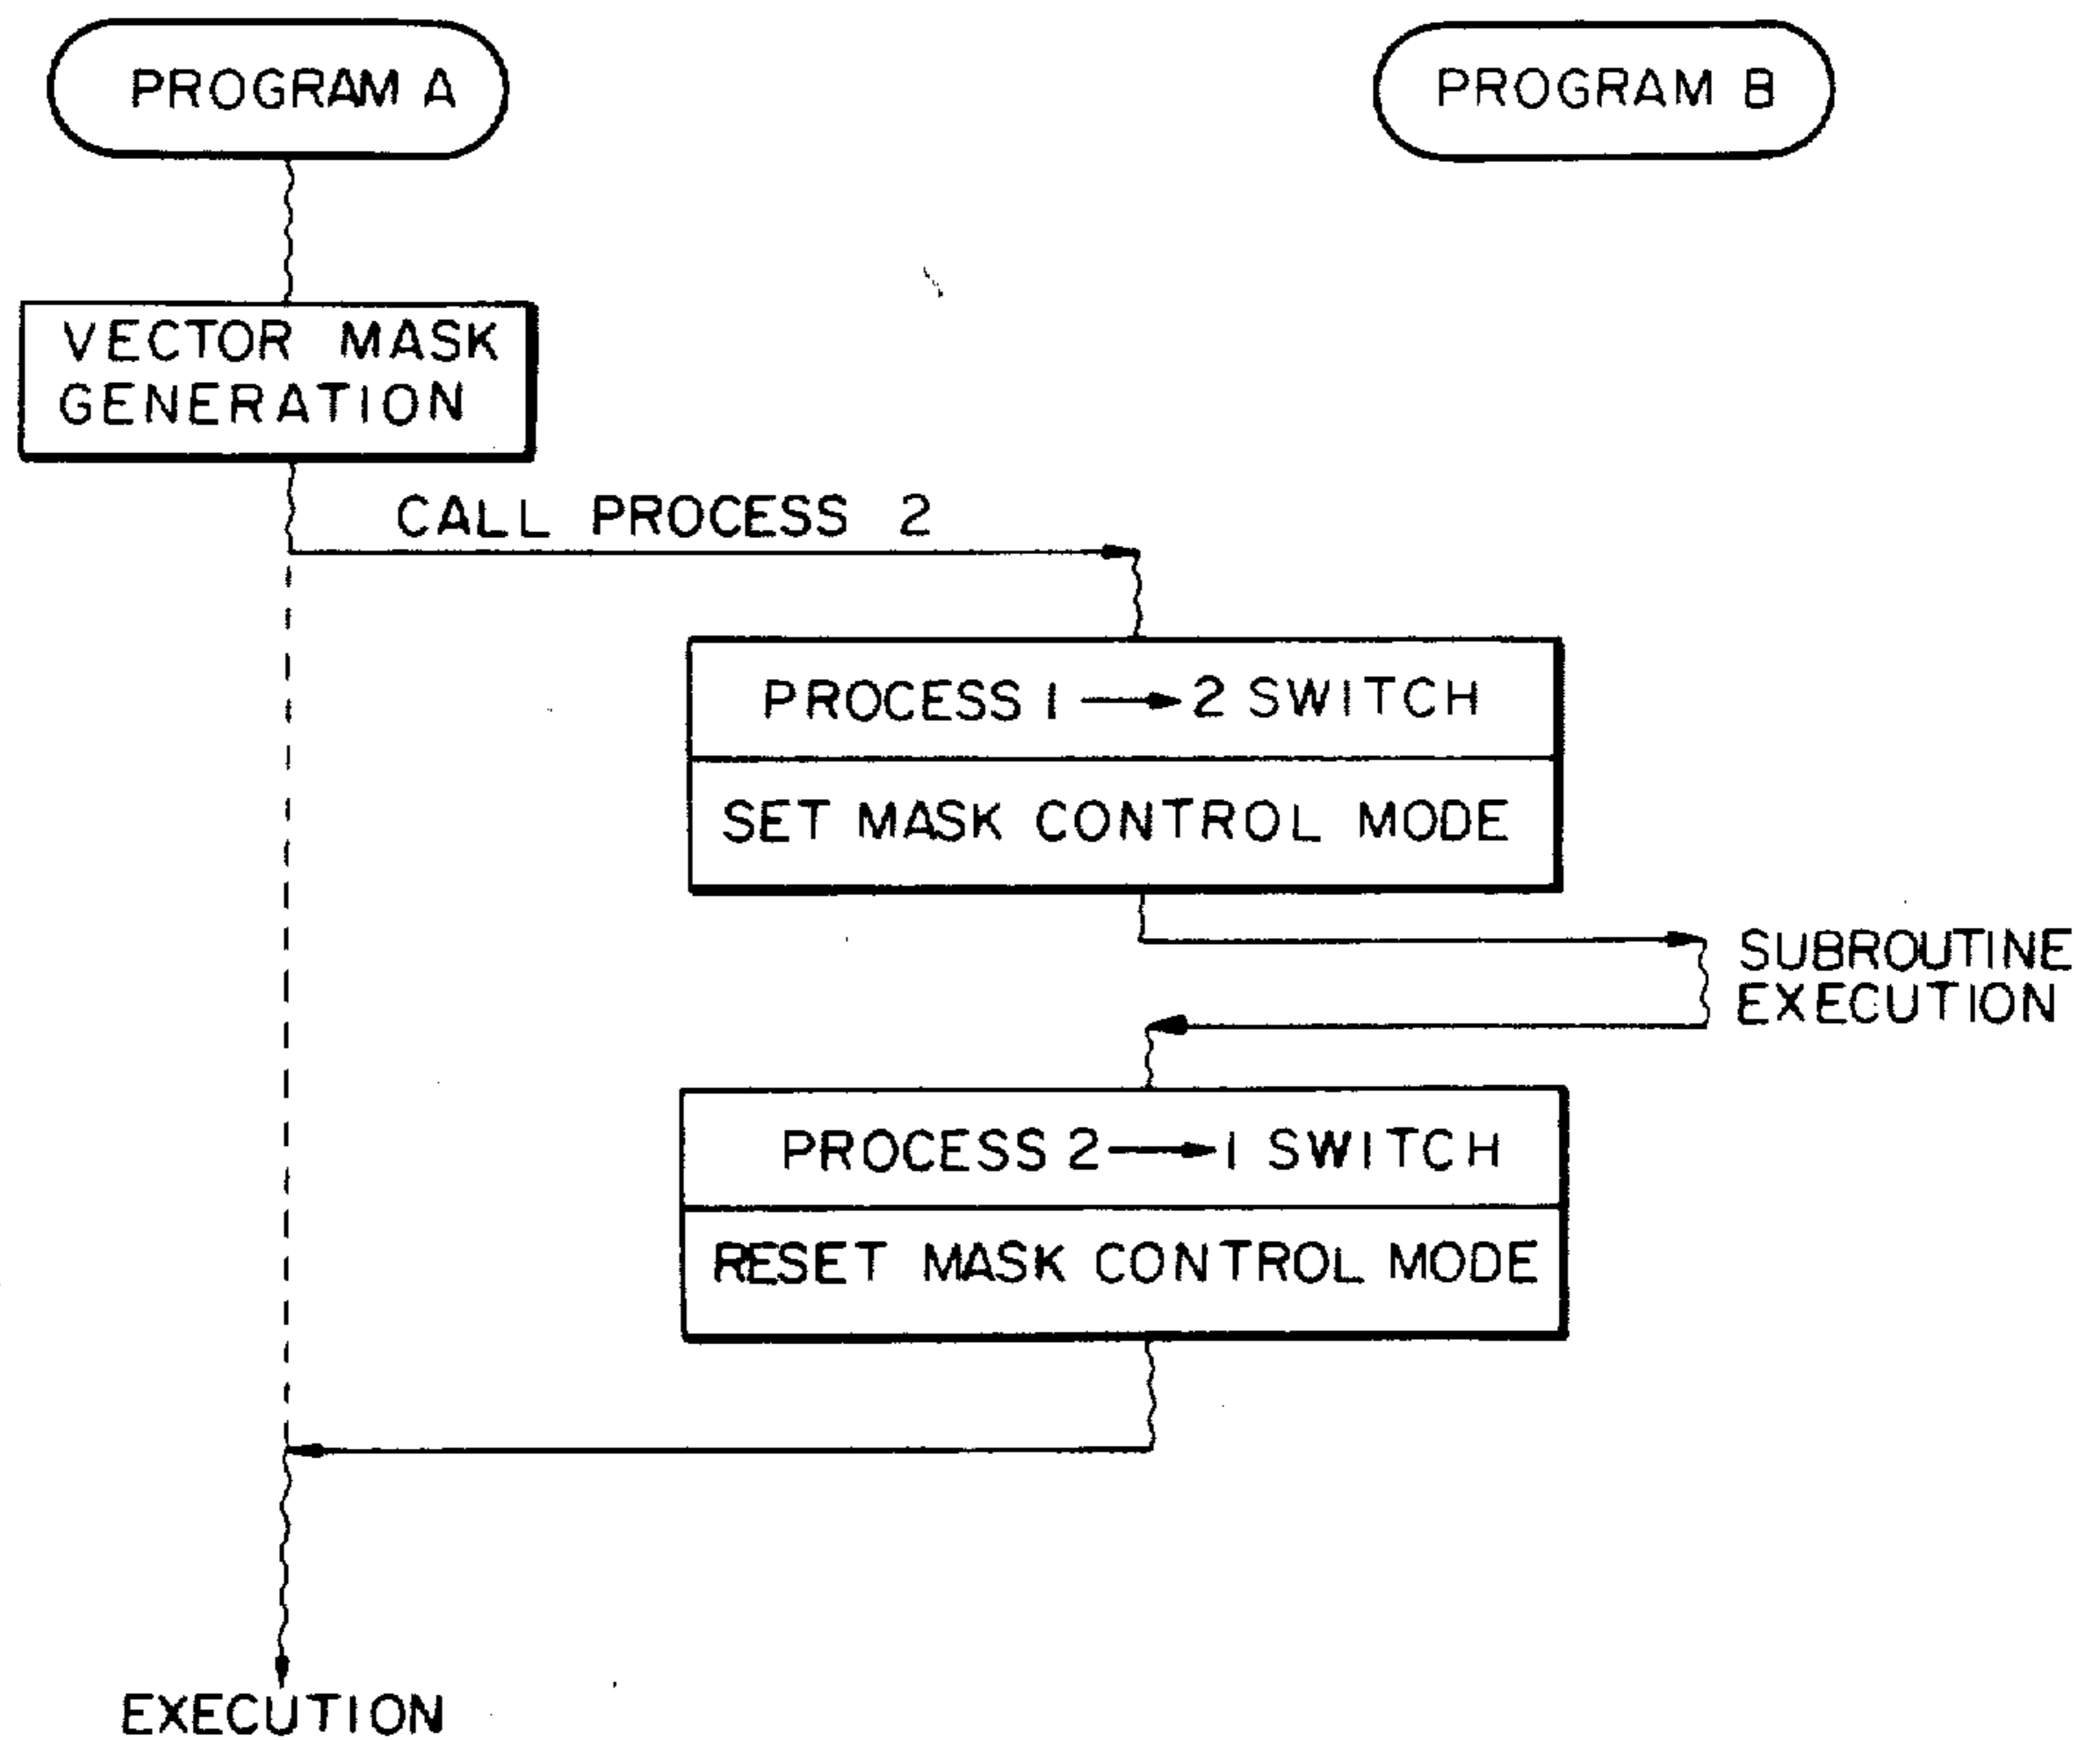 PROGRAM A
PROGRAM B
VECTOR MASK
GENERATION
CALL PROCESS 2
PROCESS 1 → 2 SWITCH
SET MASK CONTROL MODE
SUBROUTINE
EXECUTION
PROCESS 2 → 1 SWITCH
RESET MASK CONTROL MODE
EXECUTION